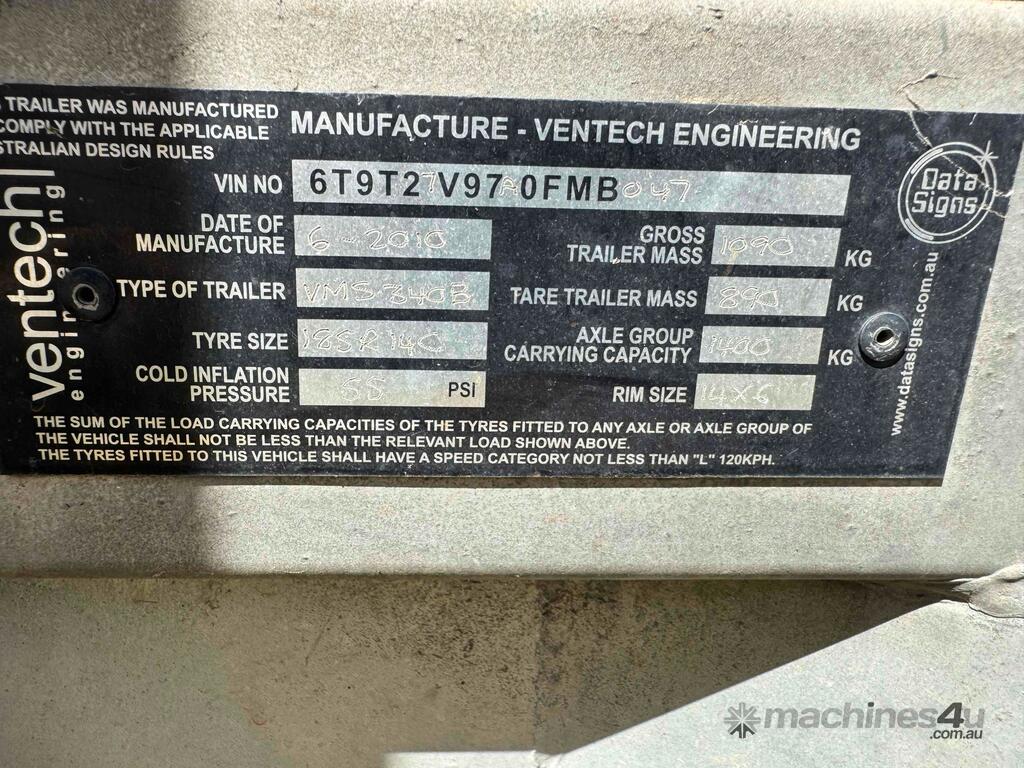 TRAILER WAS MANUFACTURED
COMPLY WITH THE APPLICABLE
STRALIAN DESIGN RULES
MANUFACTURE - VENTECH ENGINEERING
ventech
engineering
VIN NO 6T9T27V97A0FMB047
DATE OF MANUFACTURE 6-2010
GROSS TRAILER MASS 1090 KG
TYPE OF TRAILER VMS-340B
TARE TRAILER MASS 890 KG
TYRE SIZE 185R140
AXLE GROUP CARRYING CAPACITY 1400 KG
COLD INFLATION PRESSURE PSI
RIM SIZE 14X6
THE SUM OF THE LOAD CARRYING CAPACITIES OF THE TYRES FITTED TO ANY AXLE OR AXLE GROUP OF
THE VEHICLE SHALL NOT BE LESS THAN THE RELEVANT LOAD SHOWN ABOVE.
THE TYRES FITTED TO THIS VEHICLE SHALL HAVE A SPEED CATEGORY NOT LESS THAN "L" 120KPH.
Data
Signs
www.datasigns.com.au
machines4u
.com.au